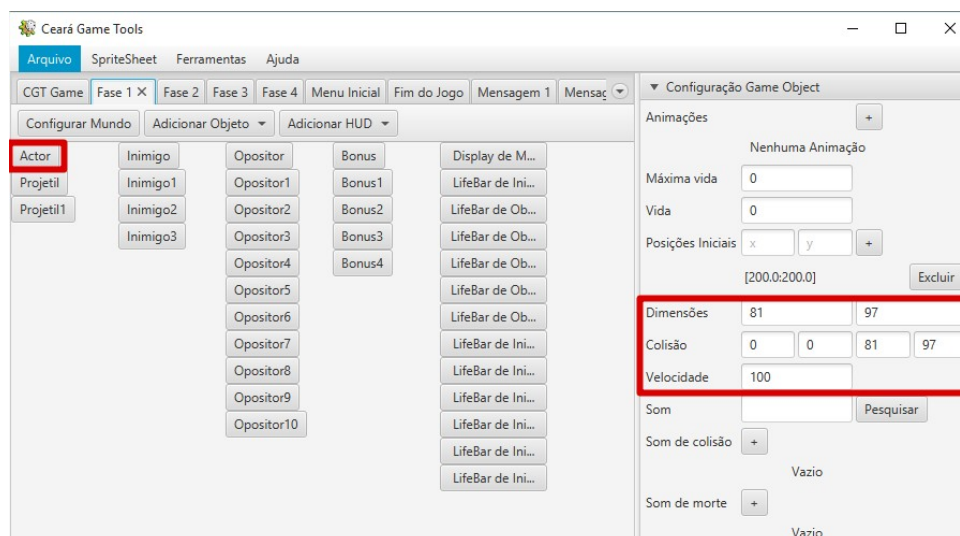 Ceará Game Tools
Arquivo SpriteSheet Ferramentas Ajuda
CGT Game Fase 1 X Fase 2 Fase 3 Fase 4 Menu Inicial Fim do Jogo Mensagem 1 Mensag
Configurar Mundo Adicionar Objeto Adicionar HUD
Actor Inimigo Opositor Bonus Display de M...
Projetil Inimigo1 Opositor1 Bonus1 LifeBar de Ini...
Projetil1 Inimigo2 Opositor2 Bonus2 LifeBar de Ob...
Inimigo3 Opositor3 Bonus3 LifeBar de Ob...
Opositor4 Bonus4 LifeBar de Ob...
Opositor5 LifeBar de Ob...
Opositor6 LifeBar de Ob...
Opositor7 LifeBar de Ini...
Opositor8 LifeBar de Ini...
Opositor9 LifeBar de Ini...
Opositor10 LifeBar de Ini...
LifeBar de Ini...
LifeBar de Ini...
Configuração Game Object
Animações +
Nenhuma Animação
Máxima vida 0
Vida 0
Posições Iniciais x y +
[200.0:200.0] Excluir
Dimensões 81 97
Colisão 0 0 81 97
Velocidade 100
Som Pesquisar
Som de colisão +
Vazio
Som de morte +
Vazio